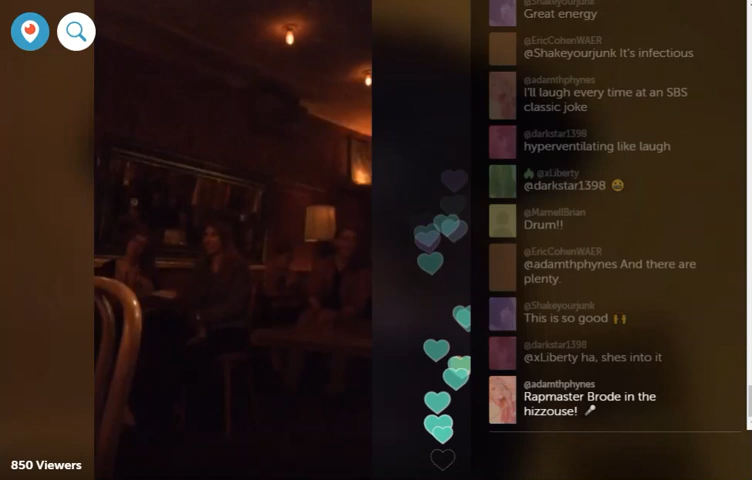 @Shakeyourjunk
Great energy
@EricCohenWAER
@Shakeyourjunk It's infectious
@adamthphynes
I'll laugh every time at an SBS
classic joke
@darkstar1398
hyperventilating like laugh
@xLiberty
@darkstar1398 😄
@MarnellBrian
Drum!!
@EricCohenWAER
@adamthphynes And there are
plenty.
@Shakeyourjunk
This is so good 🙌
@darkstar1398
@xLiberty ha, shes into it
@adamthphynes
Rapmaster Brode in the
hizzouse! 🎤
850 Viewers